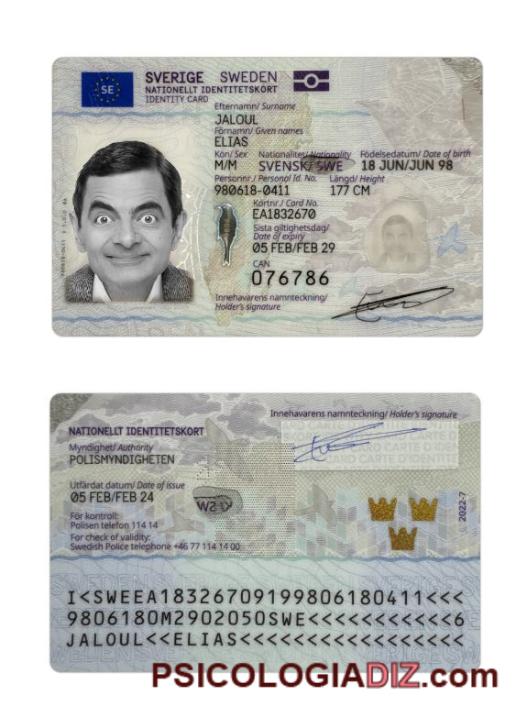 SE
SVERIGE SWEDEN
NATIONELLT IDENTITETSKORT
IDENTITY CARD
Efternamn/ Surname
JALOUL
Förnamn/ Given names
ELIAS
Kön/ Sex Nationalitet/ Nationality Födelsedatum/ Date of birth
M/M SVENSK/SWE 18 JUN/JUN 98
Personnr./ Personal Id. No. Längd/ Height
980618-0411 177 CM
Kortnr./ Card No.
EA1832670
Sista giltighetsdag/
Date of expiry
05 FEB/FEB 29
CAN
076786
Innehavarens namnteckning/
Holder's signature
Innehavarens namnteckning/ Holder's signature
NATIONELLT IDENTITETSKORT
Myndighet/ Authority
POLISMYNDIGHETEN
Utfärdat datum/ Date of issue
05 FEB/FEB 24
För kontroll:
Polisen telefon 114 14
For check of validity:
Swedish Police telephone +46 77 114 14 00
2022-7
I<SWEEA18326709199806180411<<<
9806180M2902050SWE<<<<<<<<<<<6
JALOUL<<ELIAS<<<<<<<<<<<<<<<<<
PSICOLOGIADIZ.com